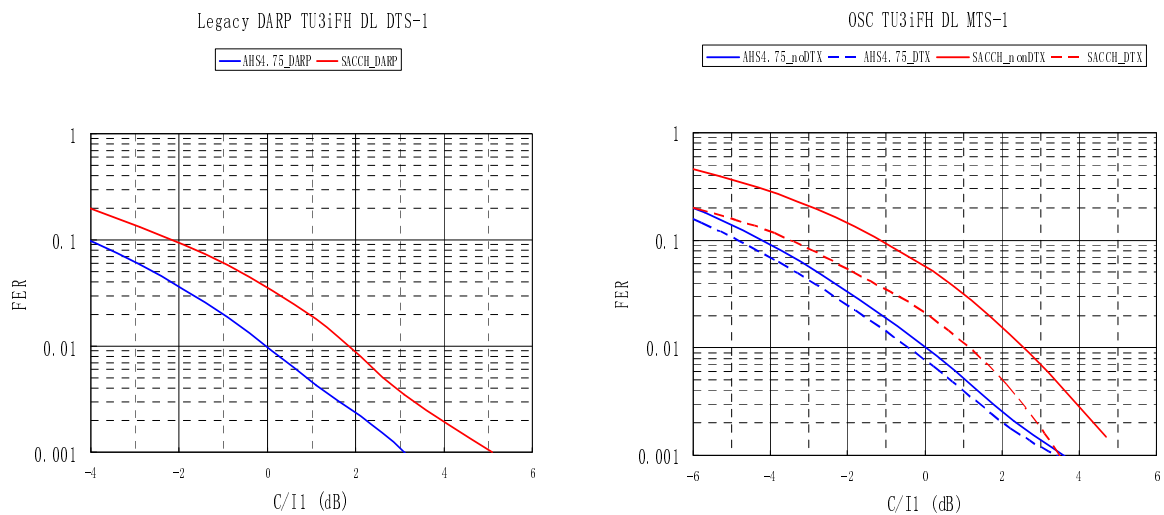 Legacy DARP TU3iFH DL DTS-1
AHS4.75_DARP SACCH_DARP
1
0.1
0.01
0.001
FER
-4 -2 0 2 4 6
C/I1 (dB)
OSC TU3iFH DL MTS-1
AHS4.75_noDTX AHS4.75_DTX SACCH_nonDTX SACCH_DTX
1
0.1
0.01
0.001
FER
-6 -4 -2 0 2 4 6
C/I1 (dB)